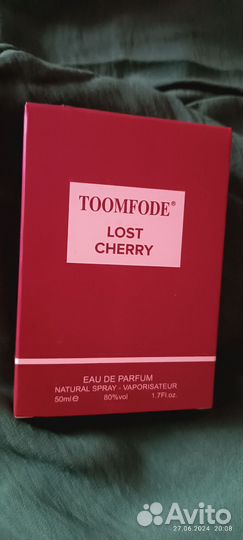 TOOMFODE®
LOST
CHERRY
EAU DE PARFUM
NATURAL SPRAY - VAPORISATEUR
50ml e 80%vol 1.7Fl.oz.
Avito
27.06.2024 20:08